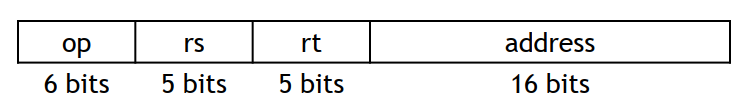 op rs rt address
6 bits 5 bits 5 bits 16 bits